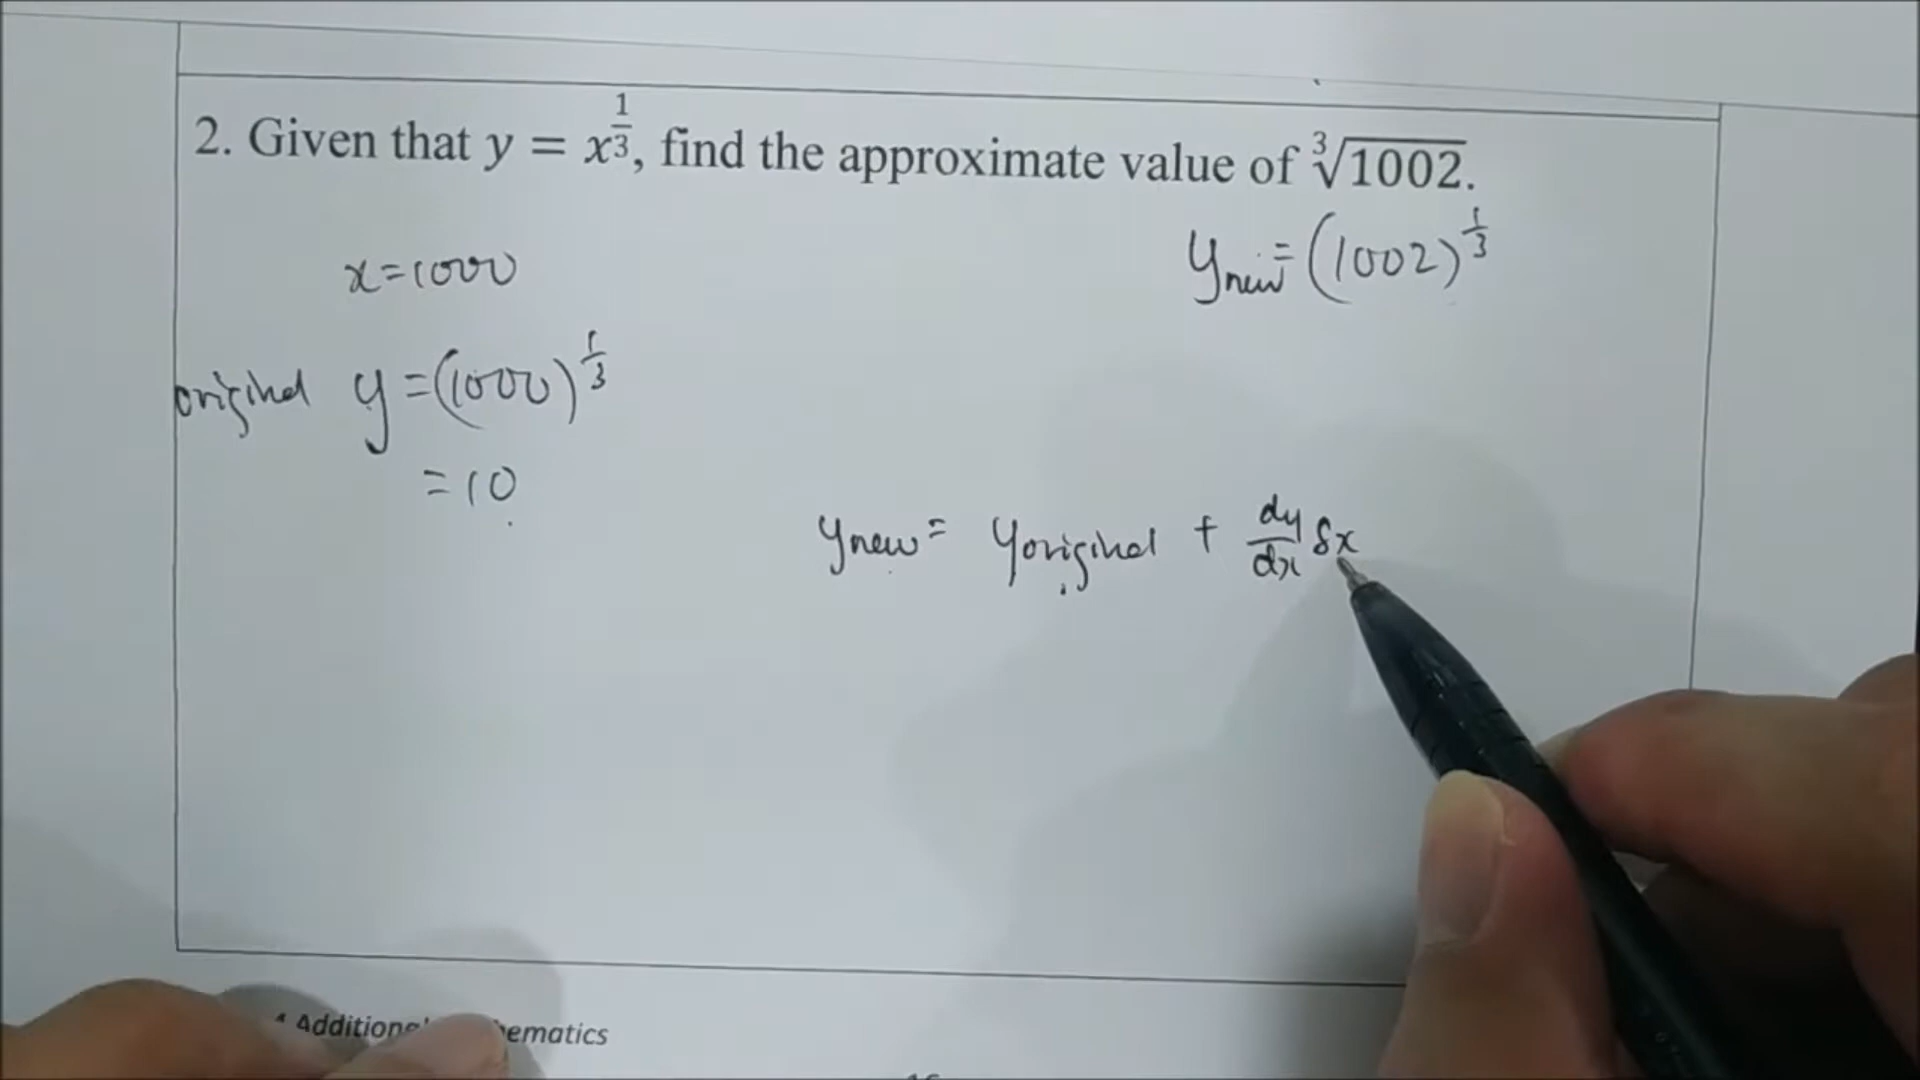 2. Given that y = x^{1/3}, find the approximate value of ∛1002.
y_new = (1002)^{1/3}
x = 1000
original y = (1000)^{1/3}
= 10
y_new = y_original + dy/dx δx
Additional
ematics